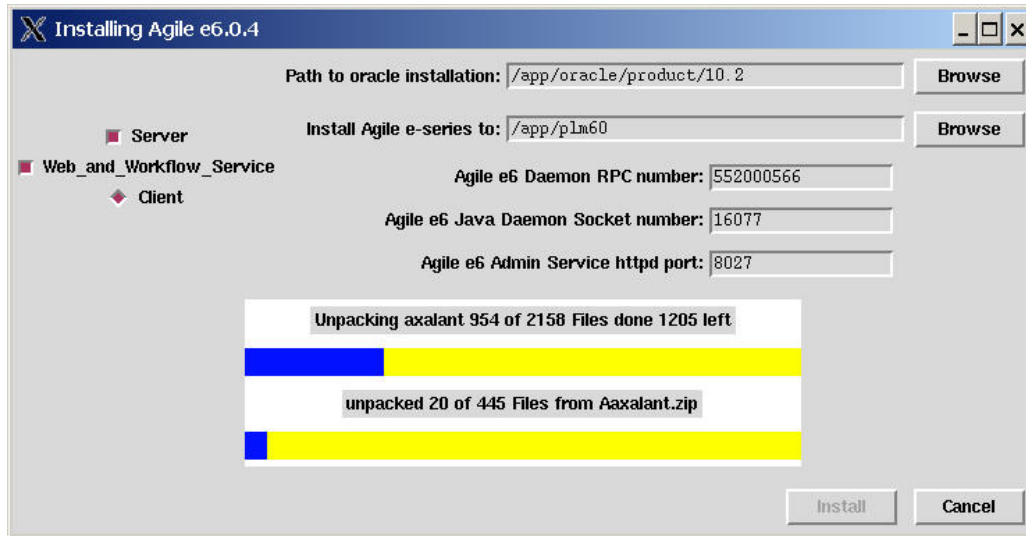 Installing Agile e6.0.4
Path to oracle installation: /app/oracle/product/10.2 Browse
Install Agile e-series to: /app/plm60 Browse
Server
Web_and_Workflow_Service
Client
Agile e6 Daemon RPC number: 552000566
Agile e6 Java Daemon Socket number: 16077
Agile e6 Admin Service httpd port: 8027
Unpacking axalant 954 of 2158 Files done 1205 left
unpacked 20 of 445 Files from Aaxalant.zip
Install Cancel